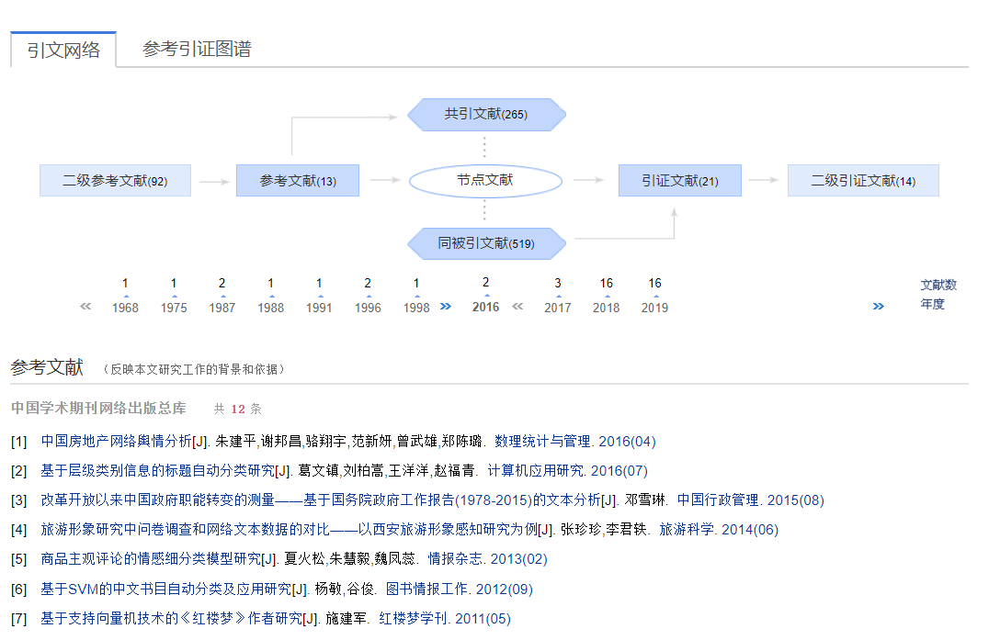 引文网络 参考引证图谱
共引文献(265)
二级参考文献(92) 参考文献(13) 节点文献 引证文献(21) 二级引证文献(14)
同被引文献(519)
1 1 2 1 1 2 1 2 3 16 16 文献数
« 1968 1975 1987 1988 1991 1996 1998 » 2016 « 2017 2018 2019 » 年度
参考文献 （反映本文研究工作的背景和依据）
中国学术期刊网络出版总库 共 12 条
[1] 中国房地产网络舆情分析[J]. 朱建平,谢邦昌,骆翔宇,范新妍,曾武雄,郑陈璐. 数理统计与管理. 2016(04)
[2] 基于层级类别信息的标题自动分类研究[J]. 葛文镇,刘柏嵩,王洋洋,赵福青. 计算机应用研究. 2016(07)
[3] 改革开放以来中国政府职能转变的测量——基于国务院政府工作报告(1978-2015)的文本分析[J]. 邓雪琳. 中国行政管理. 2015(08)
[4] 旅游形象研究中问卷调查和网络文本数据的对比——以西安旅游形象感知研究为例[J]. 张珍珍,李君轶. 旅游科学. 2014(06)
[5] 商品主观评论的情感细分类模型研究[J]. 夏火松,朱慧毅,魏凤蕊. 情报杂志. 2013(02)
[6] 基于SVM的中文书目自动分类及应用研究[J]. 杨敏,谷俊. 图书情报工作. 2012(09)
[7] 基于支持向量机技术的《红楼梦》作者研究[J]. 施建军. 红楼梦学刊. 2011(05)